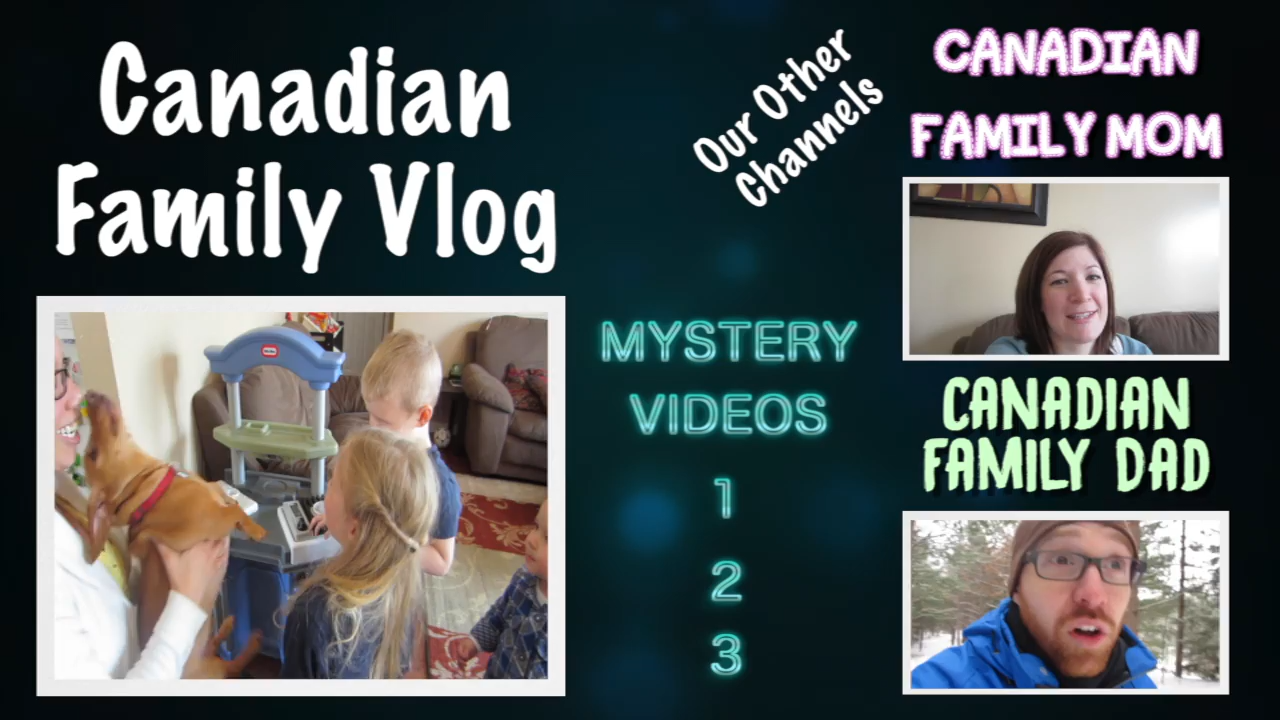 Canadian
Family Vlog
Our Other
Channels
MYSTERY
VIDEOS
1
2
3
CANADIAN
FAMILY MOM
CANADIAN
FAMILY DAD